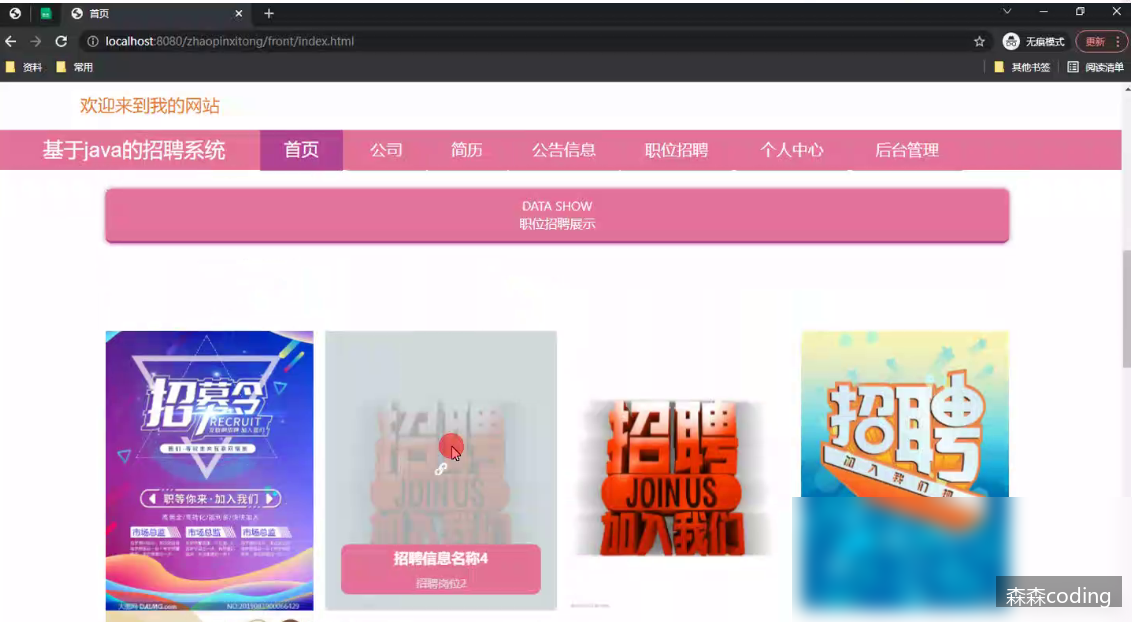 首页
localhost:8080/zhaopinxitong/front/index.html
无痕模式
更新
资料
常用
其他书签
阅读清单
欢迎来到我的网站
基于java的招聘系统
首页
公司
简历
公告信息
职位招聘
个人中心
后台管理
DATA SHOW
职位招聘展示
招募令
RECRUIT
职等你来·加入我们
市场总监 市场总监 市场总监
招聘
JOIN US
加入我们
招聘信息名称4
招聘岗位2
招聘
JOIN US
加入我们
招聘
加入我们
森森coding